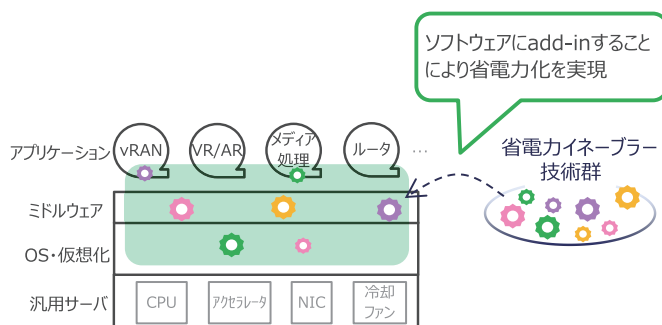 ソフトウェアにadd-inすること
により省電力化を実現
アプリケーション
vRAN
VR/AR
メディア
処理
ルータ
…
省電力イネーブラー
技術群
ミドルウェア
OS・仮想化
汎用サーバ
CPU
アクセラレータ
NIC
冷却
ファン